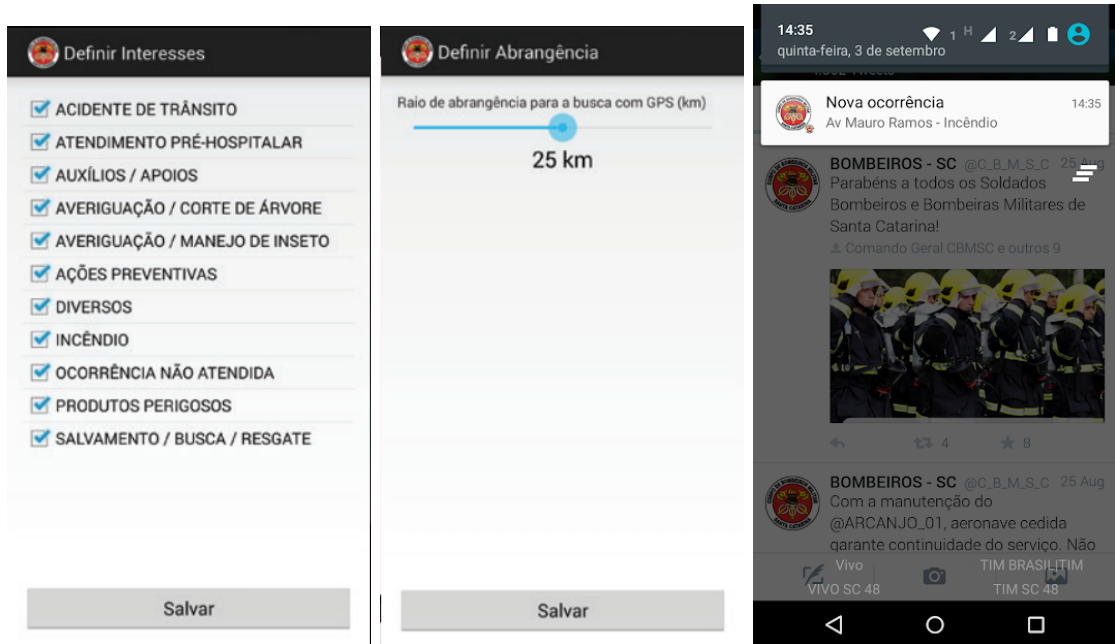 Definir Interesses
ACIDENTE DE TRÂNSITO
ATENDIMENTO PRÉ-HOSPITALAR
AUXÍLIOS / APOIOS
AVERIGUAÇÃO / CORTE DE ÁRVORE
AVERIGUAÇÃO / MANEJO DE INSETO
AÇÕES PREVENTIVAS
DIVERSOS
INCÊNDIO
OCORRÊNCIA NÃO ATENDIDA
PRODUTOS PERIGOSOS
SALVAMENTO / BUSCA / RESGATE
Salvar
Definir Abrangência
Raio de abrangência para a busca com GPS (km)
25 km
Salvar
14:35 1 H 2
quinta-feira, 3 de setembro
Nova ocorrência 14:35
Av Mauro Ramos - Incêndio
BOMBEIROS - SC @C_B_M_S_C 25 Aug
Parabéns a todos os Soldados
Bombeiros e Bombeiras Militares de
Santa Catarina!
Comando Geral CBMSC e outros 9
4 8
BOMBEIROS - SC @C_B_M_S_C 25 Aug
Com a manutenção do
@ARCANJO_01, aeronave cedida
garante continuidade do serviço. Não
Vivo TIM BRASIL|TIM
VIVO SC 48 TIM SC 48